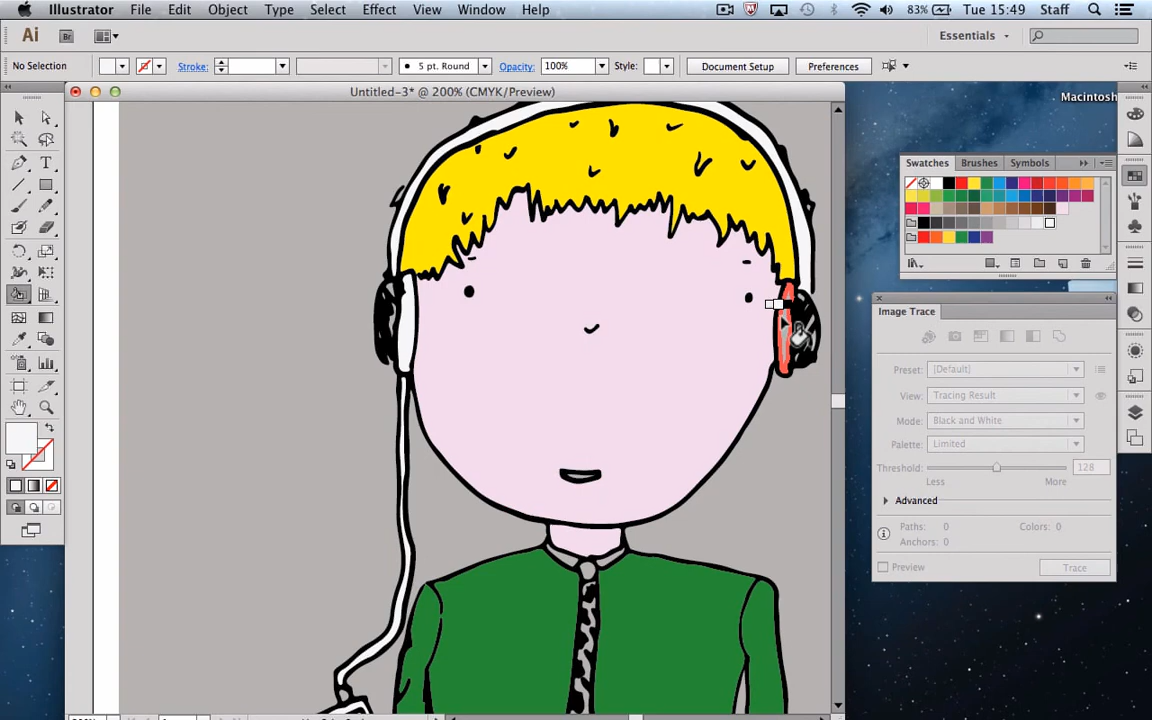 Illustrator File Edit Object Type Select Effect View Window Help 83% Tue 15:49 Staff
Ai Br Essentials
No Selection Stroke: 5 pt. Round Opacity: 100% Style: Document Setup Preferences
Untitled-3* @ 200% (CMYK/Preview)
Macintosh
Swatches Brushes Symbols
Image Trace
Preset: [Default]
View: Tracing Result
Mode: Black and White
Palette: Limited
Threshold: 128
Less More
Advanced
Paths: 0 Colors: 0
Anchors: 0
Preview Trace